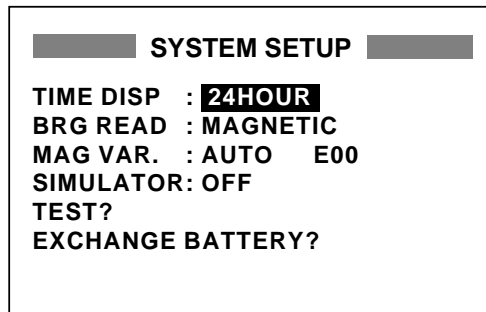 SYSTEM SETUP
TIME DISP : 24HOUR
BRG READ : MAGNETIC
MAG VAR. : AUTO E00
SIMULATOR: OFF
TEST?
EXCHANGE BATTERY?